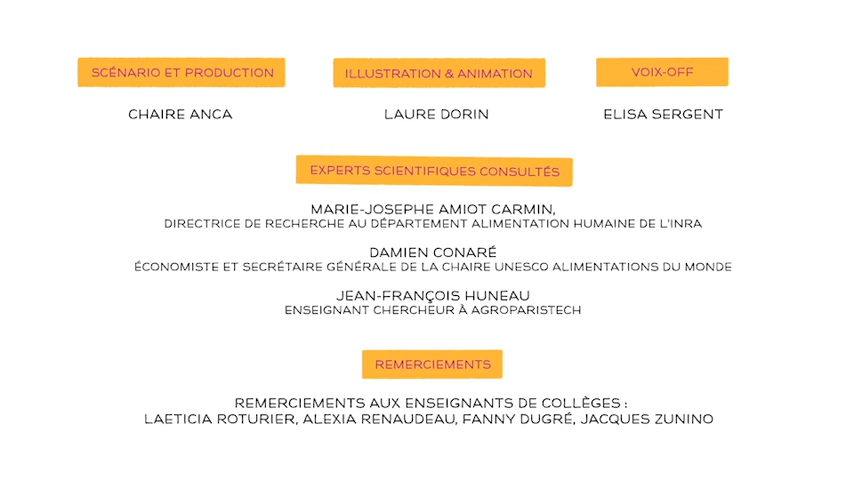 SCÉNARIO ET PRODUCTION
ILLUSTRATION & ANIMATION
VOIX-OFF
CHAIRE ANCA
LAURE DORIN
ELISA SERGENT
EXPERTS SCIENTIFIQUES CONSULTÉS
MARIE-JOSEPHE AMIOT CARMIN,
DIRECTRICE DE RECHERCHE AU DÉPARTEMENT ALIMENTATION HUMAINE DE L'INRA
DAMIEN CONARÉ
ÉCONOMISTE ET SECRÉTAIRE GÉNÉRALE DE LA CHAIRE UNESCO ALIMENTATIONS DU MONDE
JEAN-FRANÇOIS HUNEAU
ENSEIGNANT CHERCHEUR À AGROPARISTECH
REMERCIEMENTS
REMERCIEMENTS AUX ENSEIGNANTS DE COLLÈGES :
LAETICIA ROTURIER, ALEXIA RENAUDEAU, FANNY DUGRÉ, JACQUES ZUNINO